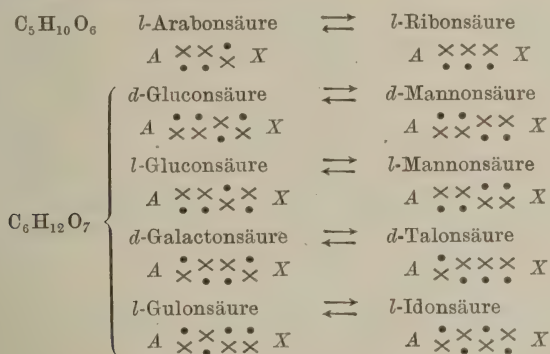 C₅H₁₀O₆ l-Arabonsäure ⇄ l-Ribonsäure
A X A X
d-Gluconsäure ⇄ d-Mannonsäure
A X A X
l-Gluconsäure ⇄ l-Mannonsäure
A X A X
C₆H₁₂O₇
d-Galactonsäure ⇄ d-Talonsäure
A X A X
l-Gulonsäure ⇄ l-Idonsäure
A X A X